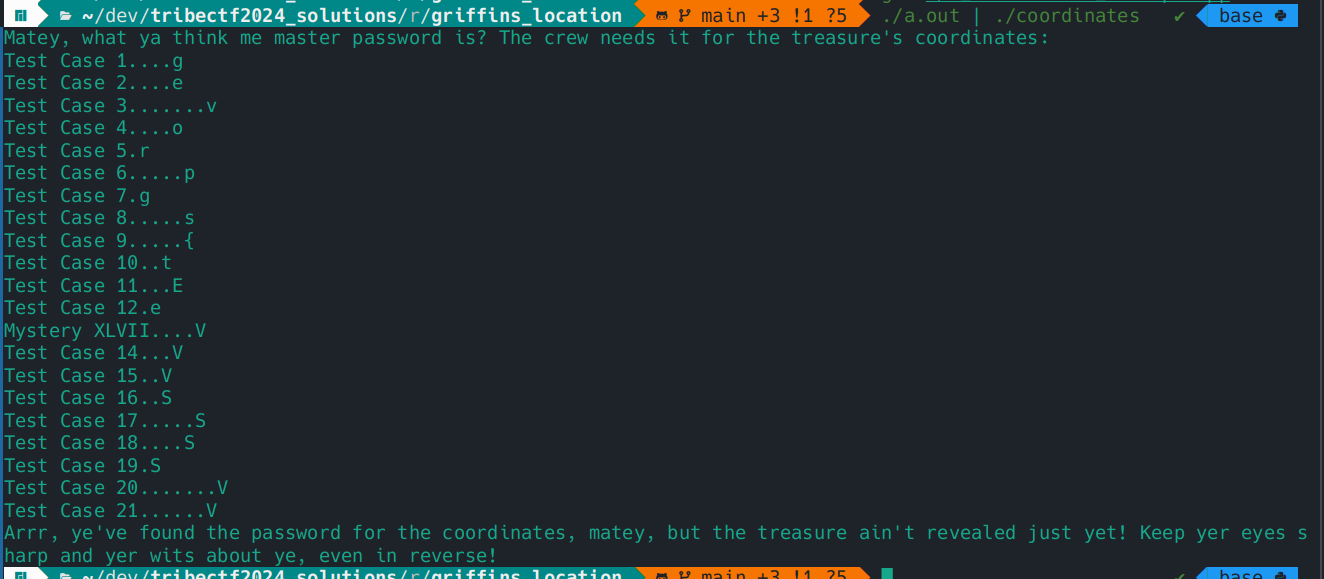 ~/dev/tribectf2024_solutions/r/griffins_location main +3 !1 ?5 ./a.out | ./coordinates ✔ base
Matey, what ya think me master password is? The crew needs it for the treasure's coordinates:
Test Case 1....g
Test Case 2....e
Test Case 3.......v
Test Case 4....o
Test Case 5.r
Test Case 6.....p
Test Case 7.g
Test Case 8.....s
Test Case 9.....{
Test Case 10..t
Test Case 11...E
Test Case 12.e
Mystery XLVII....V
Test Case 14...V
Test Case 15..V
Test Case 16..S
Test Case 17.....S
Test Case 18....S
Test Case 19.S
Test Case 20.......V
Test Case 21......V
Arrr, ye've found the password for the coordinates, matey, but the treasure ain't revealed just yet! Keep yer eyes s
harp and yer wits about ye, even in reverse!
~/dev/tribectf2024_solutions/r/griffins_location main +3 !1 ?5 ✔ base